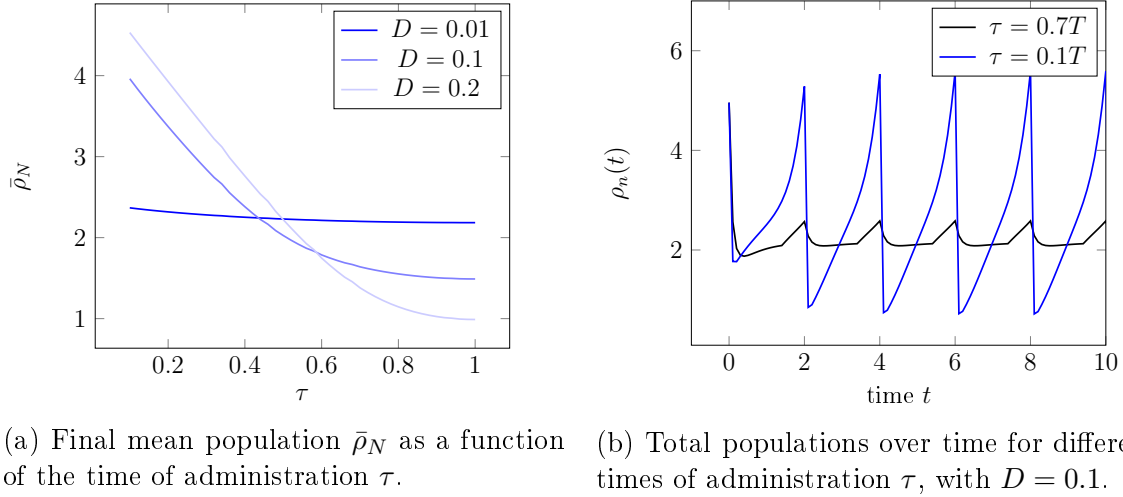 D = 0.01
D = 0.1
D = 0.2
4
3
2
1
ρ̄_N
0.2 0.4 0.6 0.8 1
τ
(a) Final mean population ρ̄_N as a function
of the time of administration τ.
τ = 0.7T
τ = 0.1T
6
4
2
ρ_n(t)
0 2 4 6 8 10
time t
(b) Total populations over time for differe
times of administration τ, with D = 0.1.